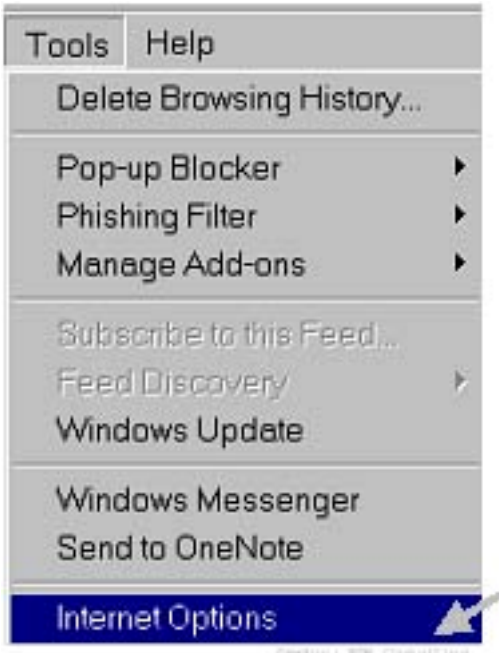 Tools Help
Delete Browsing History...
Pop-up Blocker
Phishing Filter
Manage Add-ons
Subscribe to this Feed...
Feed Discovery
Windows Update
Windows Messenger
Send to OneNote
Internet Options